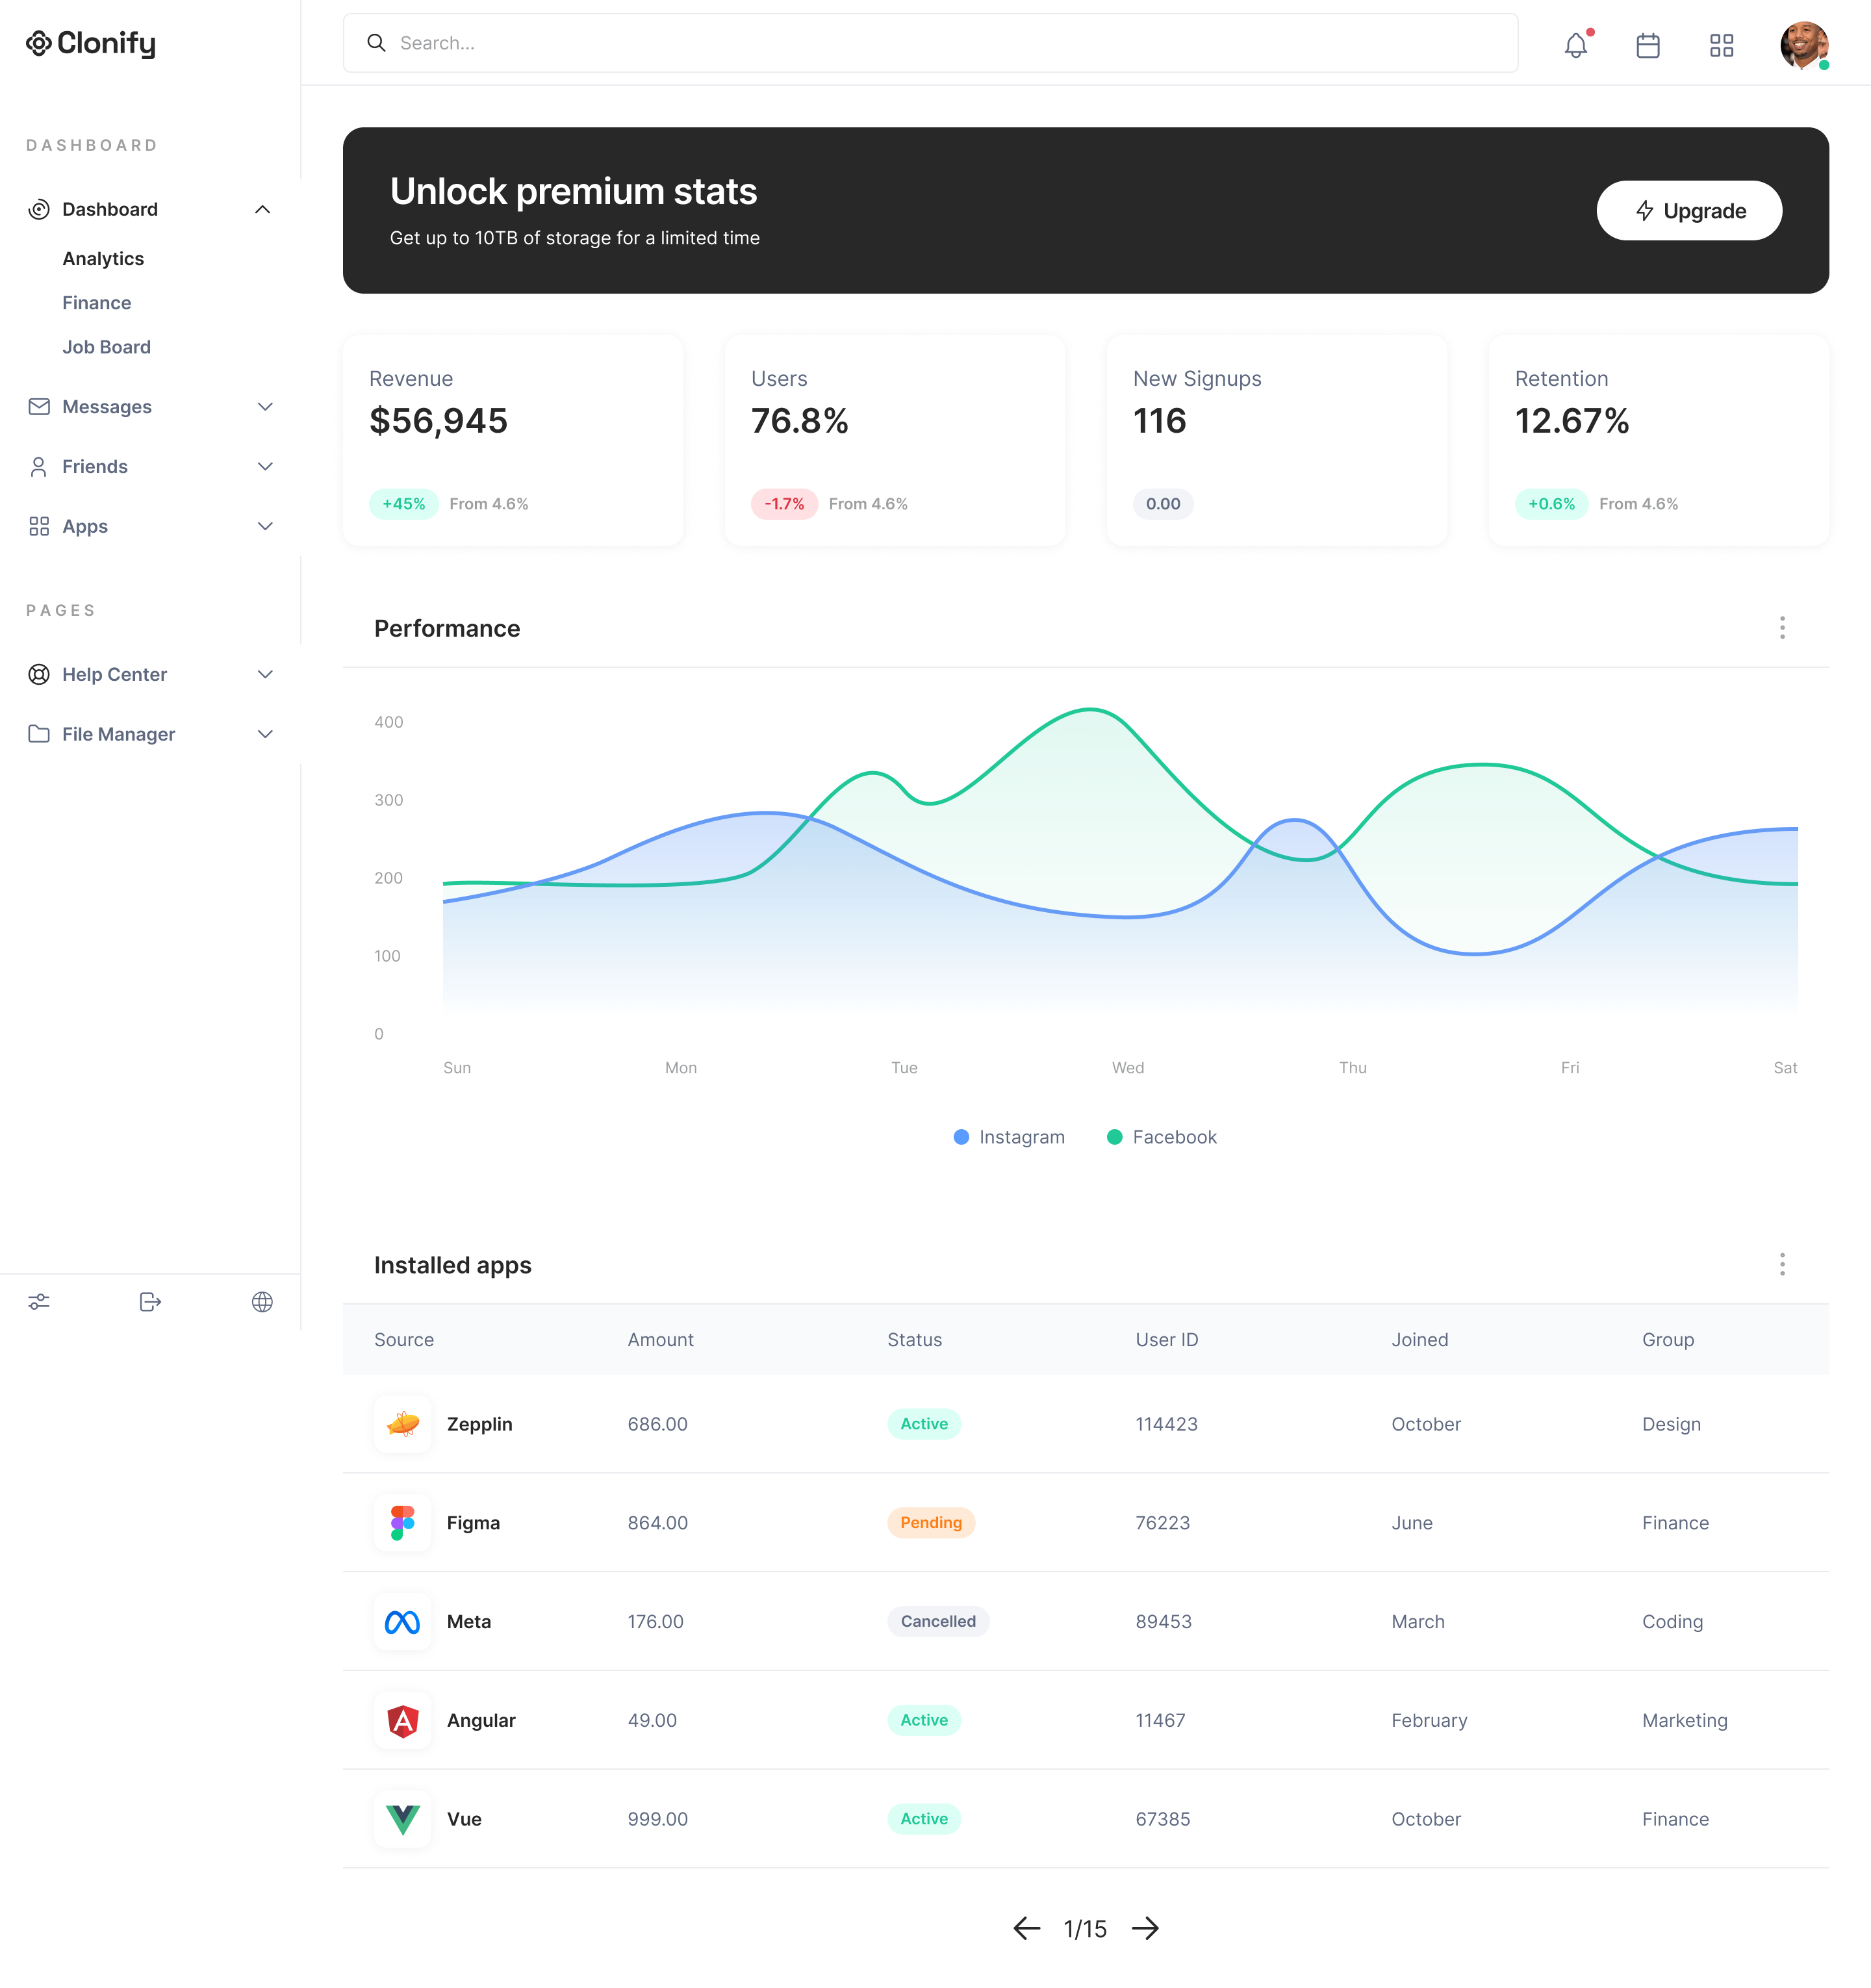 Clonify
Search...
DASHBOARD
Dashboard
Analytics
Finance
Job Board
Messages
Friends
Apps
PAGES
Help Center
File Manager
Unlock premium stats
Get up to 10TB of storage for a limited time
Upgrade
Revenue
$56,945
+45% From 4.6%
Users
76.8%
-1.7% From 4.6%
New Signups
116
0.00
Retention
12.67%
+0.6% From 4.6%
Performance
400
300
200
100
0
Sun Mon Tue Wed Thu Fri Sat
Instagram Facebook
Installed apps
Source Amount Status User ID Joined Group
Zepplin 686.00 Active 114423 October Design
Figma 864.00 Pending 76223 June Finance
Meta 176.00 Cancelled 89453 March Coding
Angular 49.00 Active 11467 February Marketing
Vue 999.00 Active 67385 October Finance
1/15